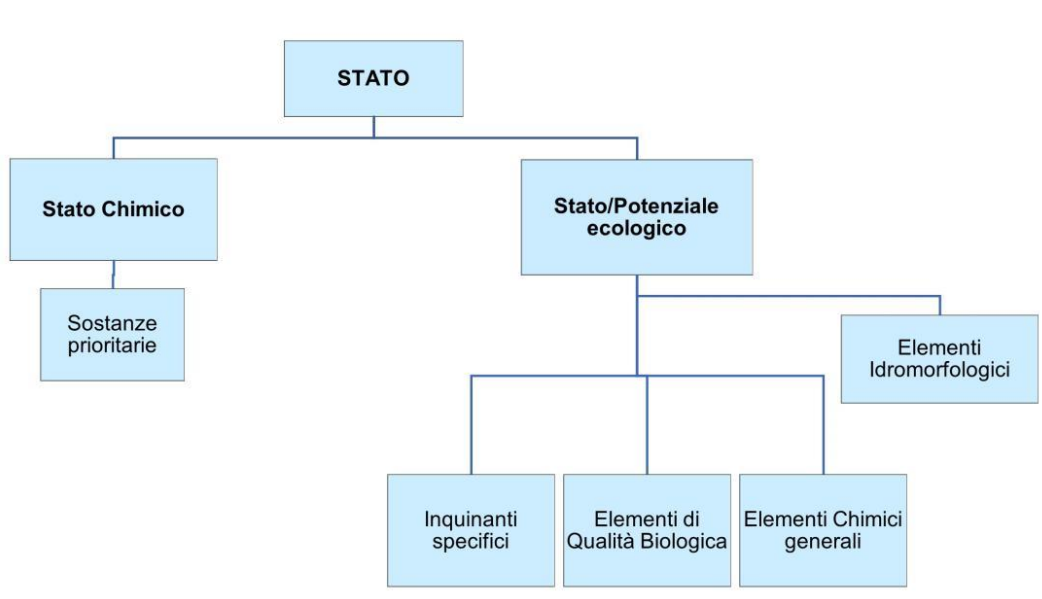 STATO
Stato Chimico
Stato/Potenziale
ecologico
Sostanze
prioritarie
Elementi
Idromorfologici
Inquinanti
specifici
Elementi di
Qualità Biologica
Elementi Chimici
generali